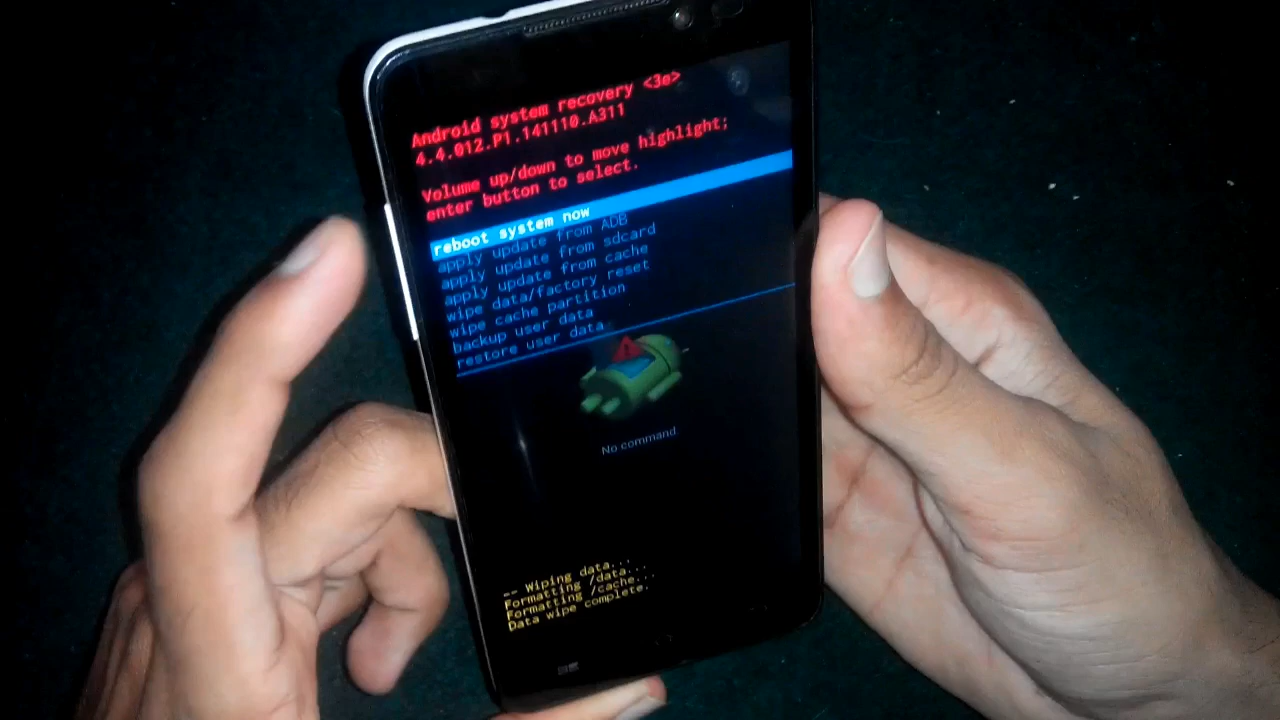 Android system recovery <3e>
4.4.012.P1.141110.A311
Volume up/down to move highlight;
enter button to select.
reboot system now
apply update from ADB
apply update from sdcard
apply update from cache
wipe data/factory reset
wipe cache partition
backup user data
restore user data
No command.
-- Wiping data...
Formatting /data...
Formatting /cache...
Data wipe complete.